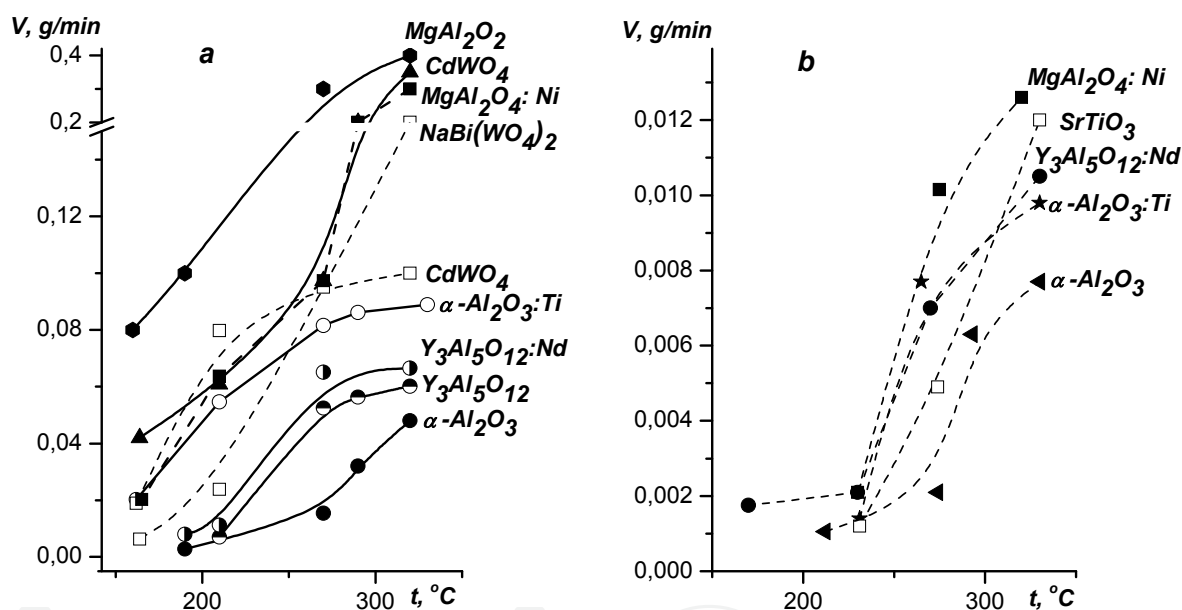 V, g/min
a
MgAl2O2
CdWO4
MgAl2O4: Ni
NaBi(WO4)2
CdWO4
α-Al2O3:Ti
Y3Al5O12:Nd
Y3Al5O12
α-Al2O3
0,4
0,2
0,12
0,08
0,04
0,00
200
300
t, °C
V, g/min
b
MgAl2O4: Ni
SrTiO3
Y3Al5O12:Nd
α-Al2O3:Ti
α-Al2O3
0,012
0,010
0,008
0,006
0,004
0,002
0,000
200
300
t, °C